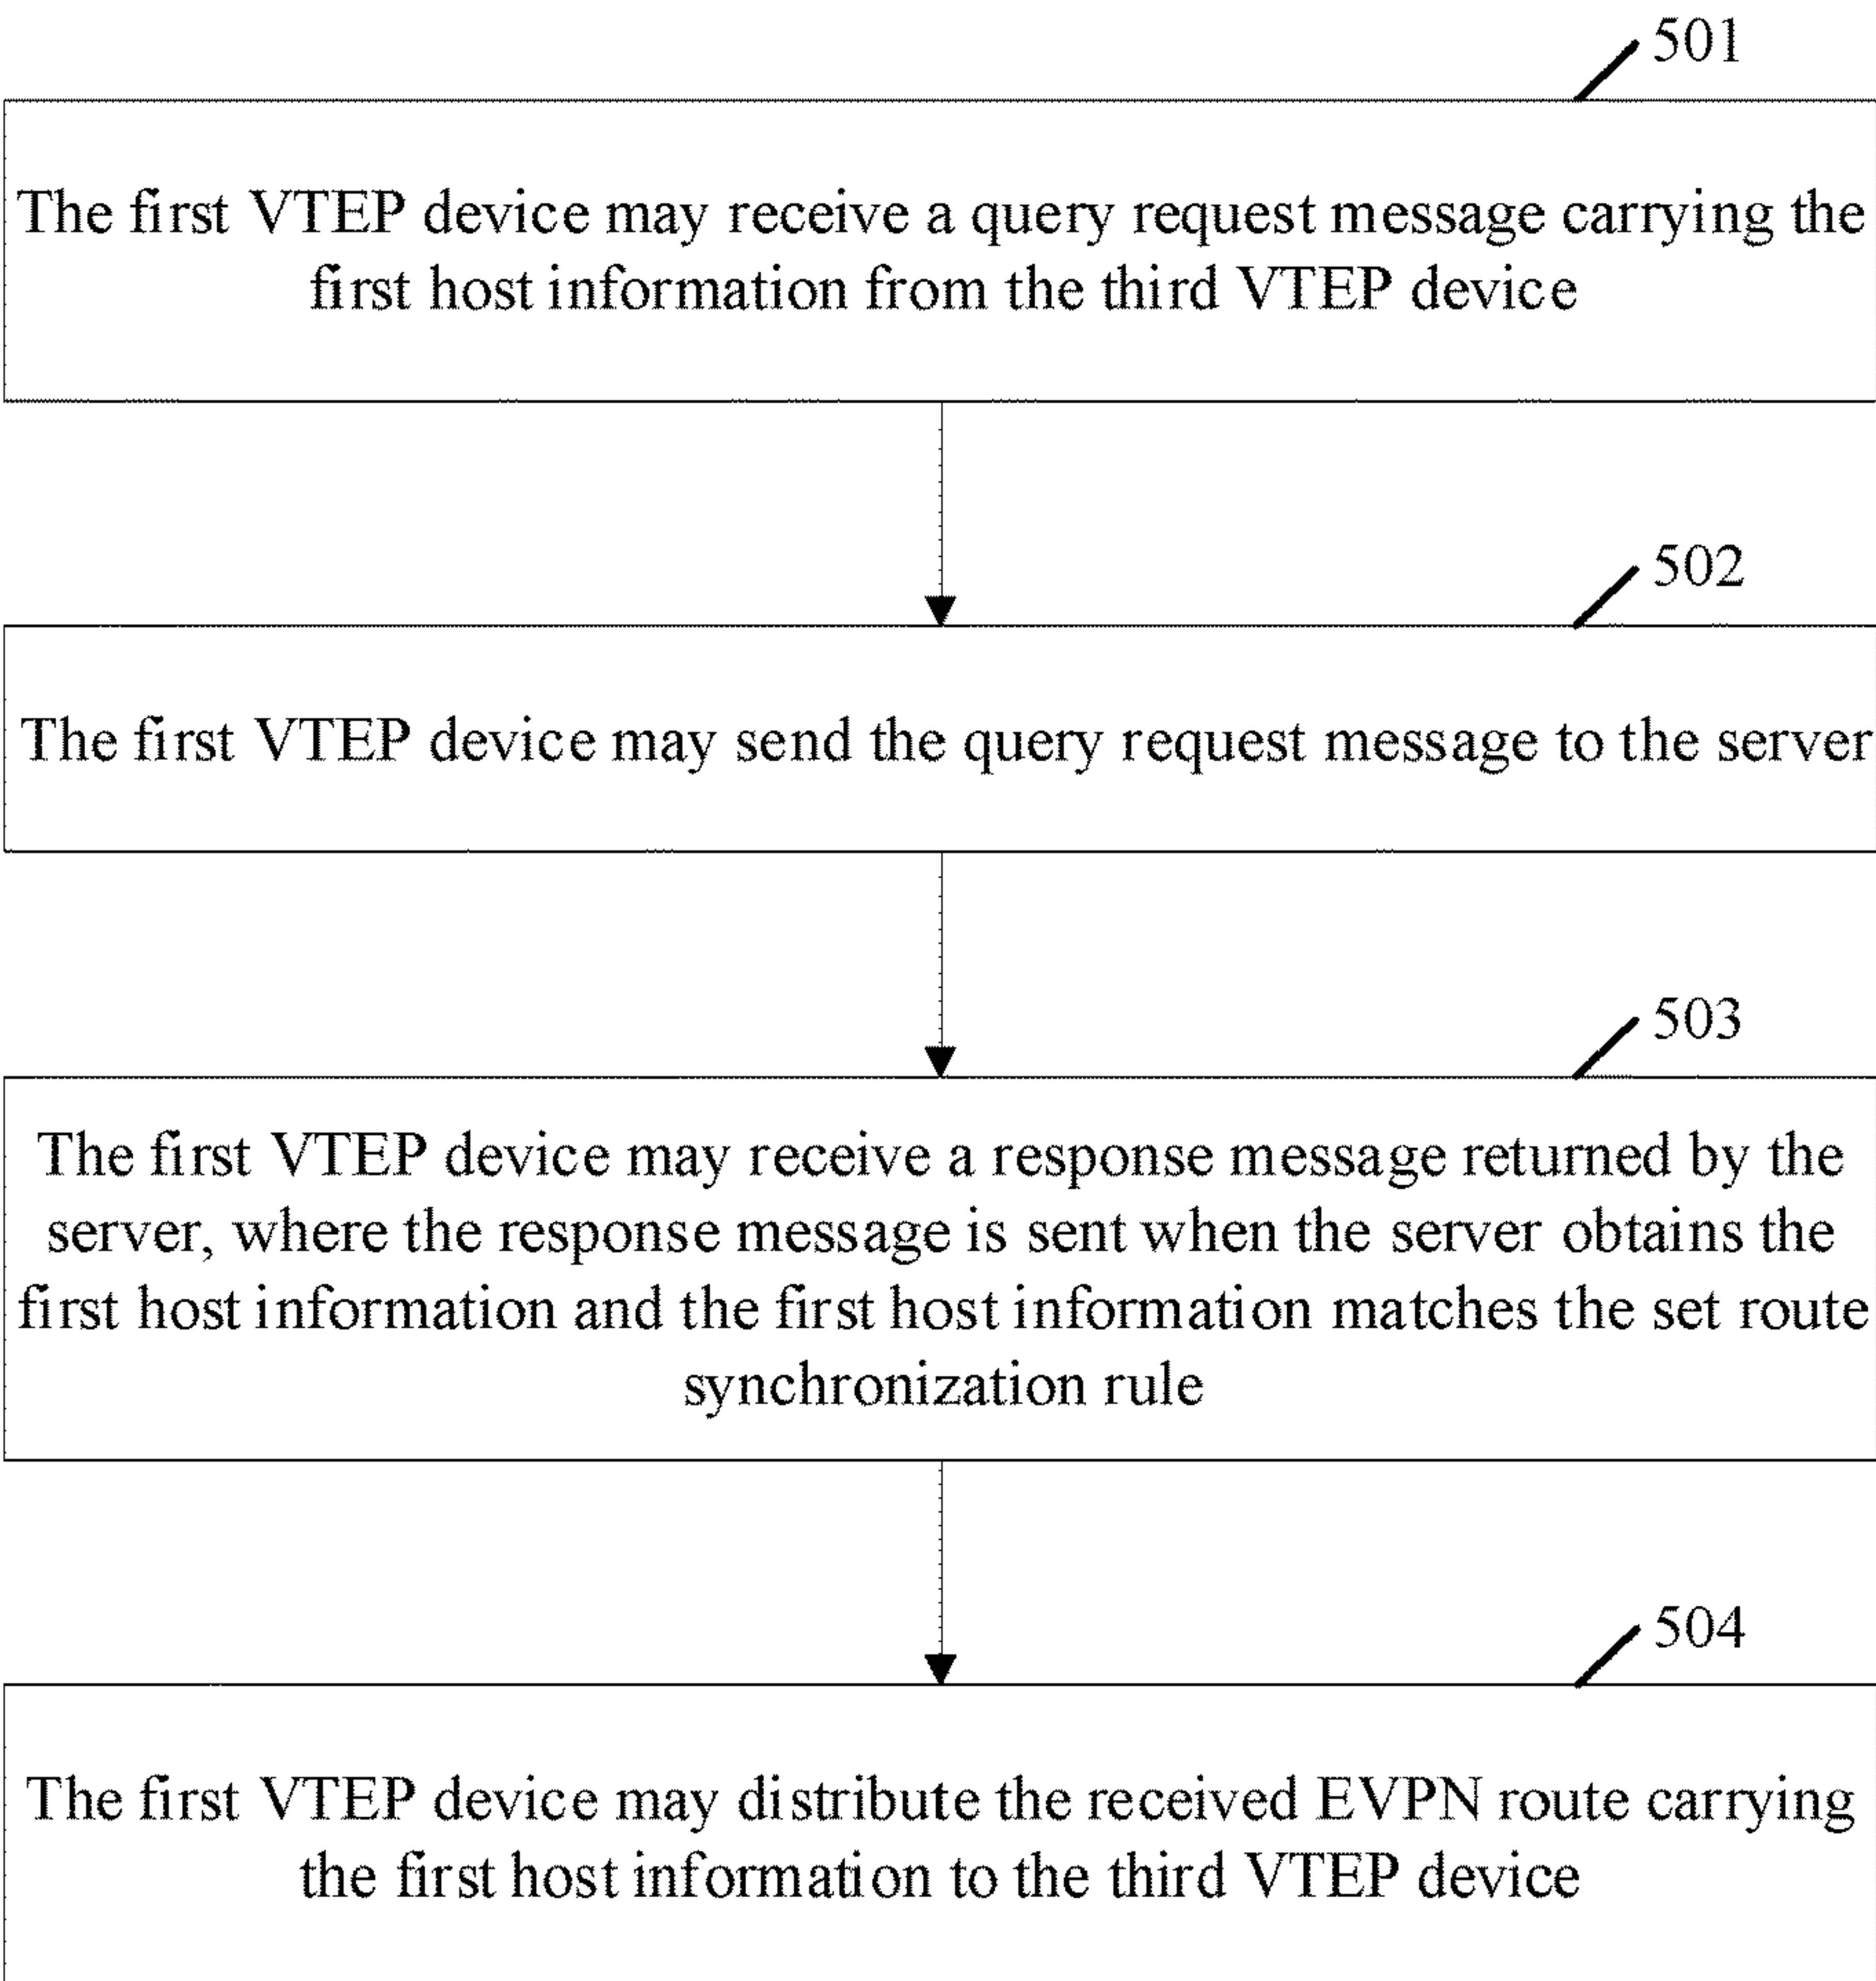 501
The first VTEP device may receive a query request message carrying the
first host information from the third VTEP device
502
The first VTEP device may send the query request message to the server
503
The first VTEP device may receive a response message returned by the
server, where the response message is sent when the server obtains the
first host information and the first host information matches the set route
synchronization rule
504
The first VTEP device may distribute the received EVPN route carrying
the first host information to the third VTEP device